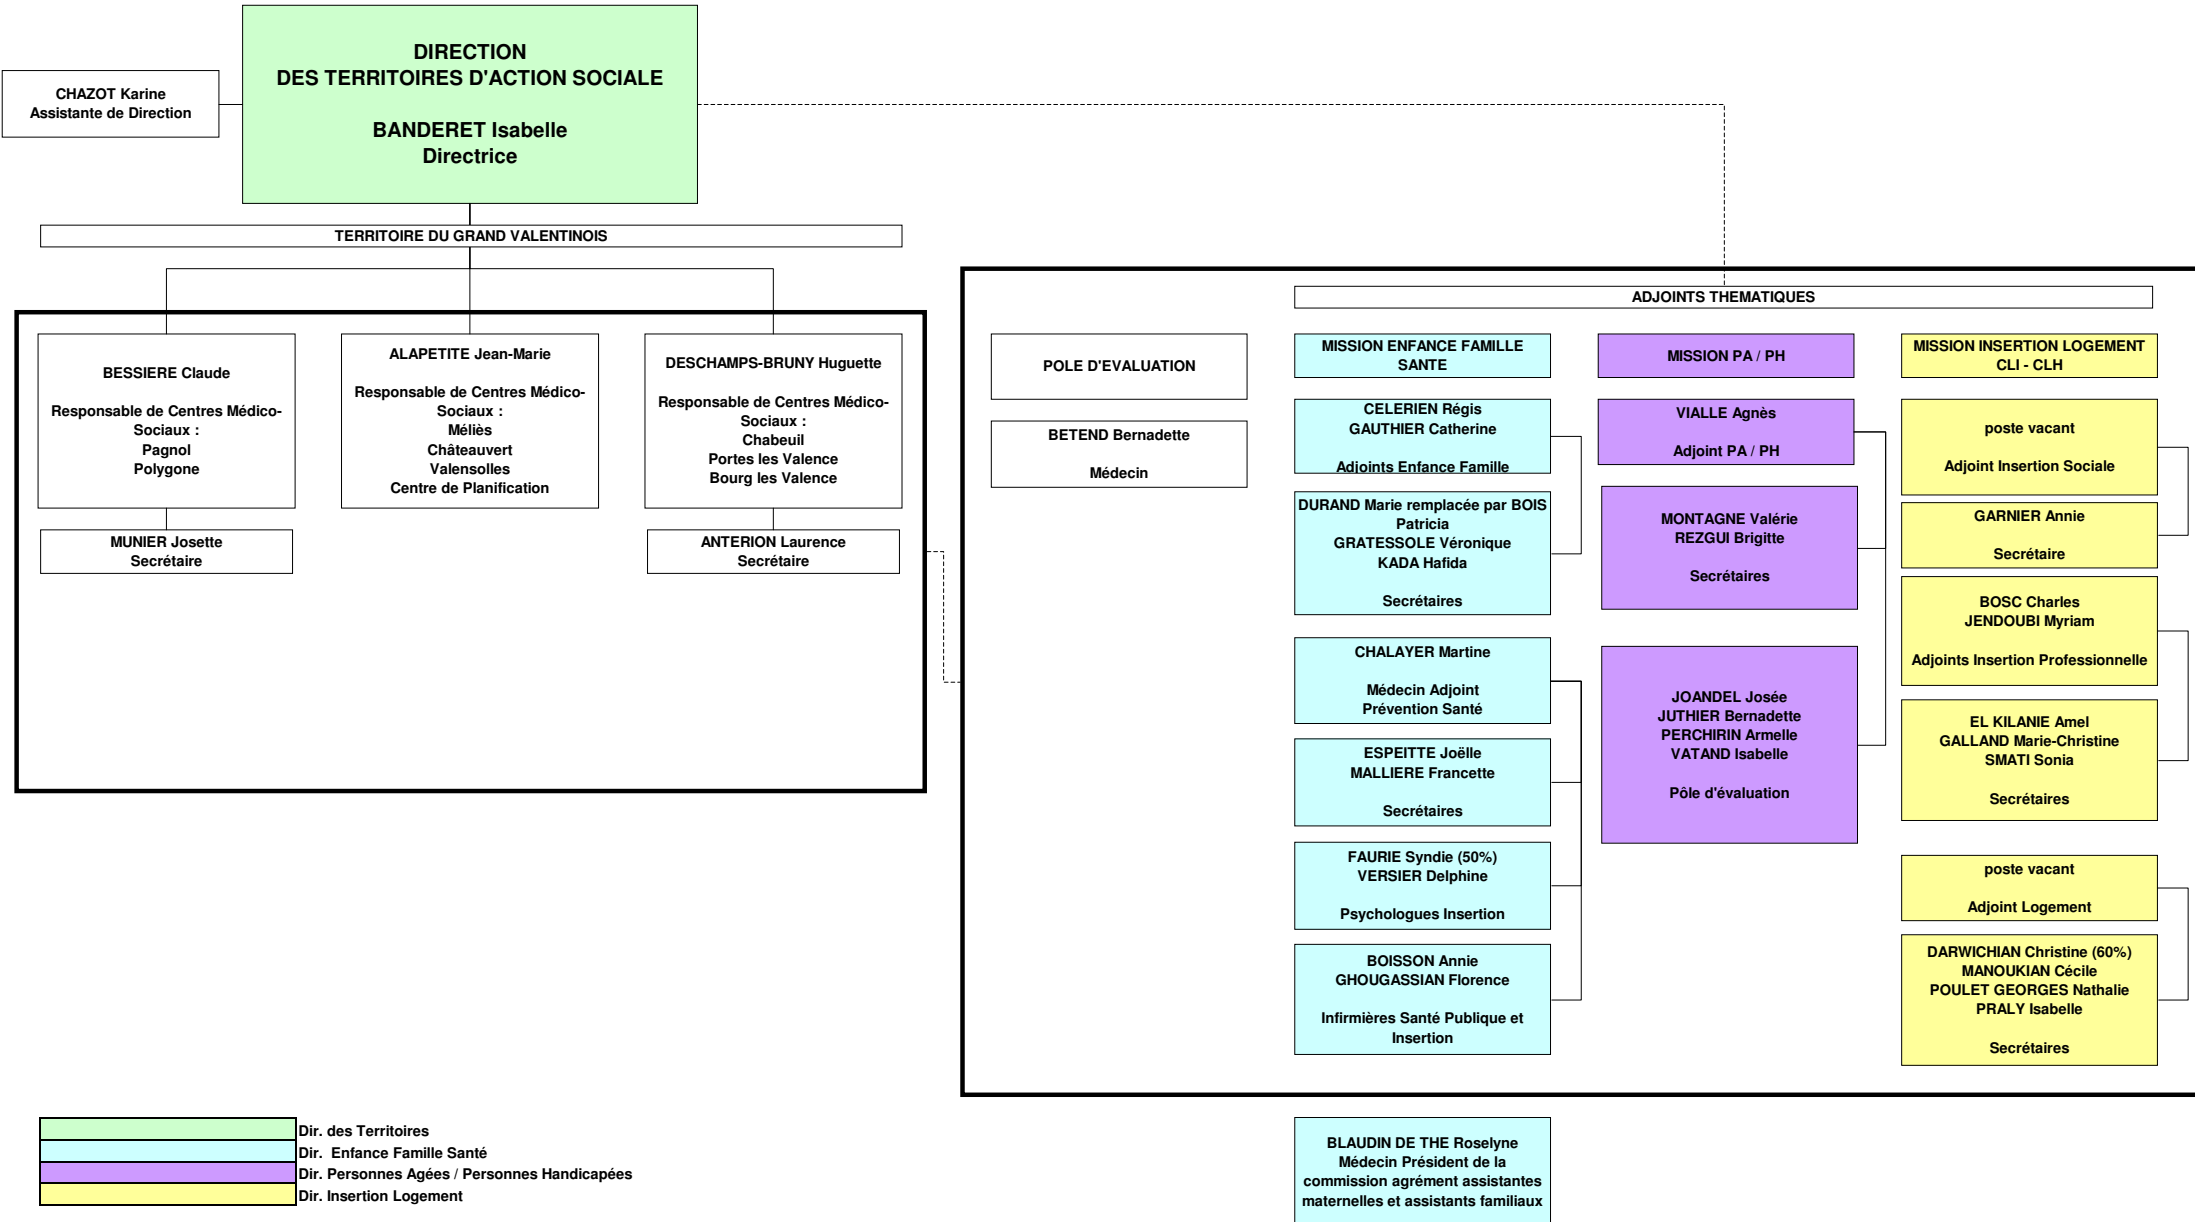 DIRECTION
DES TERRITOIRES D'ACTION SOCIALE
BANDERET Isabelle
Directrice
CHAZOT Karine
Assistante de Direction
TERRITOIRE DU GRAND VALENTINOIS
BESSIERE Claude
Responsable de Centres Médico-
Sociaux :
Pagnol
Polygone
MUNIER Josette
Secrétaire
ALAPETITE Jean-Marie
Responsable de Centres Médico-
Sociaux :
Méliès
Châteauvert
Valensolles
Centre de Planification
DESCHAMPS-BRUNY Huguette
Responsable de Centres Médico-
Sociaux :
Chabeuil
Portes les Valence
Bourg les Valence
ANTERION Laurence
Secrétaire
ADJOINTS THEMATIQUES
POLE D'EVALUATION
BETEND Bernadette
Médecin
MISSION ENFANCE FAMILLE
SANTE
CELERIEN Régis
GAUTHIER Catherine
Adjoints Enfance Famille
DURAND Marie remplacée par BOIS
Patricia
GRATESSOLE Véronique
KADA Hafida
Secrétaires
CHALAYER Martine
Médecin Adjoint
Prévention Santé
ESPEITTE Joëlle
MALLIERE Francette
Secrétaires
FAURIE Syndie (50%)
VERSIER Delphine
Psychologues Insertion
BOISSON Annie
GHOUGASSIAN Florence
Infirmières Santé Publique et
Insertion
MISSION PA / PH
VIALLE Agnès
Adjoint PA / PH
MONTAGNE Valérie
REZGUI Brigitte
Secrétaires
JOANDEL Josée
JUTHIER Bernadette
PERCHIRIN Armelle
VATAND Isabelle
Pôle d'évaluation
MISSION INSERTION LOGEMENT
CLI - CLH
poste vacant
Adjoint Insertion Sociale
GARNIER Annie
Secrétaire
BOSC Charles
JENDOUBI Myriam
Adjoints Insertion Professionnelle
EL KILANIE Amel
GALLAND Marie-Christine
SMATI Sonia
Secrétaires
poste vacant
Adjoint Logement
DARWICHIAN Christine (60%)
MANOUKIAN Cécile
POULET GEORGES Nathalie
PRALY Isabelle
Secrétaires
Dir. des Territoires
Dir. Enfance Famille Santé
Dir. Personnes Agées / Personnes Handicapées
Dir. Insertion Logement
BLAUDIN DE THE Roselyne
Médecin Président de la
commission agrément assistantes
maternelles et assistants familiaux